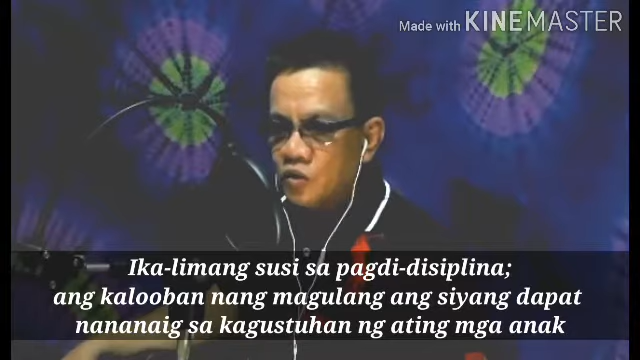 Made with KINEMASTER
Ika-limang susi sa pagdi-disiplina;
ang kalooban nang magulang ang siyang dapat
nananaig sa kagustuhan ng ating mga anak